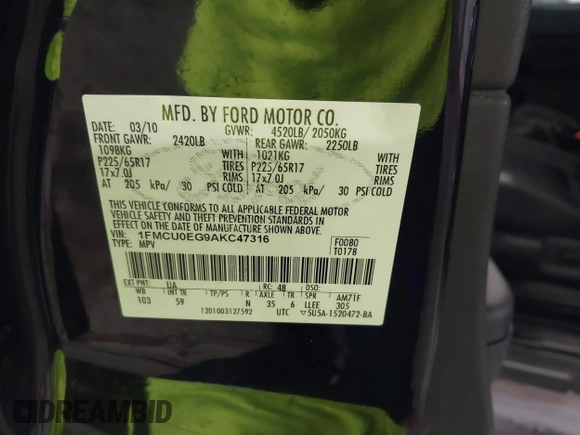 MFD. BY FORD MOTOR CO.
DATE: 03/10 GVWR: 4520LB/ 2050KG
FRONT GAWR: 2420LB REAR GAWR: 2250LB
1098KG WITH 1021KG WITH
P225/65R17 TIRES P225/65R17 TIRES
17x7.0J RIMS 17x7.0J RIMS
AT 205 kPa/ 30 PSI COLD AT 205 kPa/ 30 PSI COLD
THIS VEHICLE CONFORMS TO ALL APPLICABLE FEDERAL MOTOR
VEHICLE SAFETY AND THEFT PREVENTION STANDARDS IN
EFFECT ON THE DATE OF MANUFACTURE SHOWN ABOVE.
VIN: 1FMCU0EG9AKC47316 F0080
TYPE: MPV T017B
EXT PNT: UA RC: 48 DSO:
WB INT TR TP/PS R AXLE TR AM71F
103 59 N 35 6 LLEE 305
1201003127592 UTC 5U5A-1520472-BA
DREAMBID